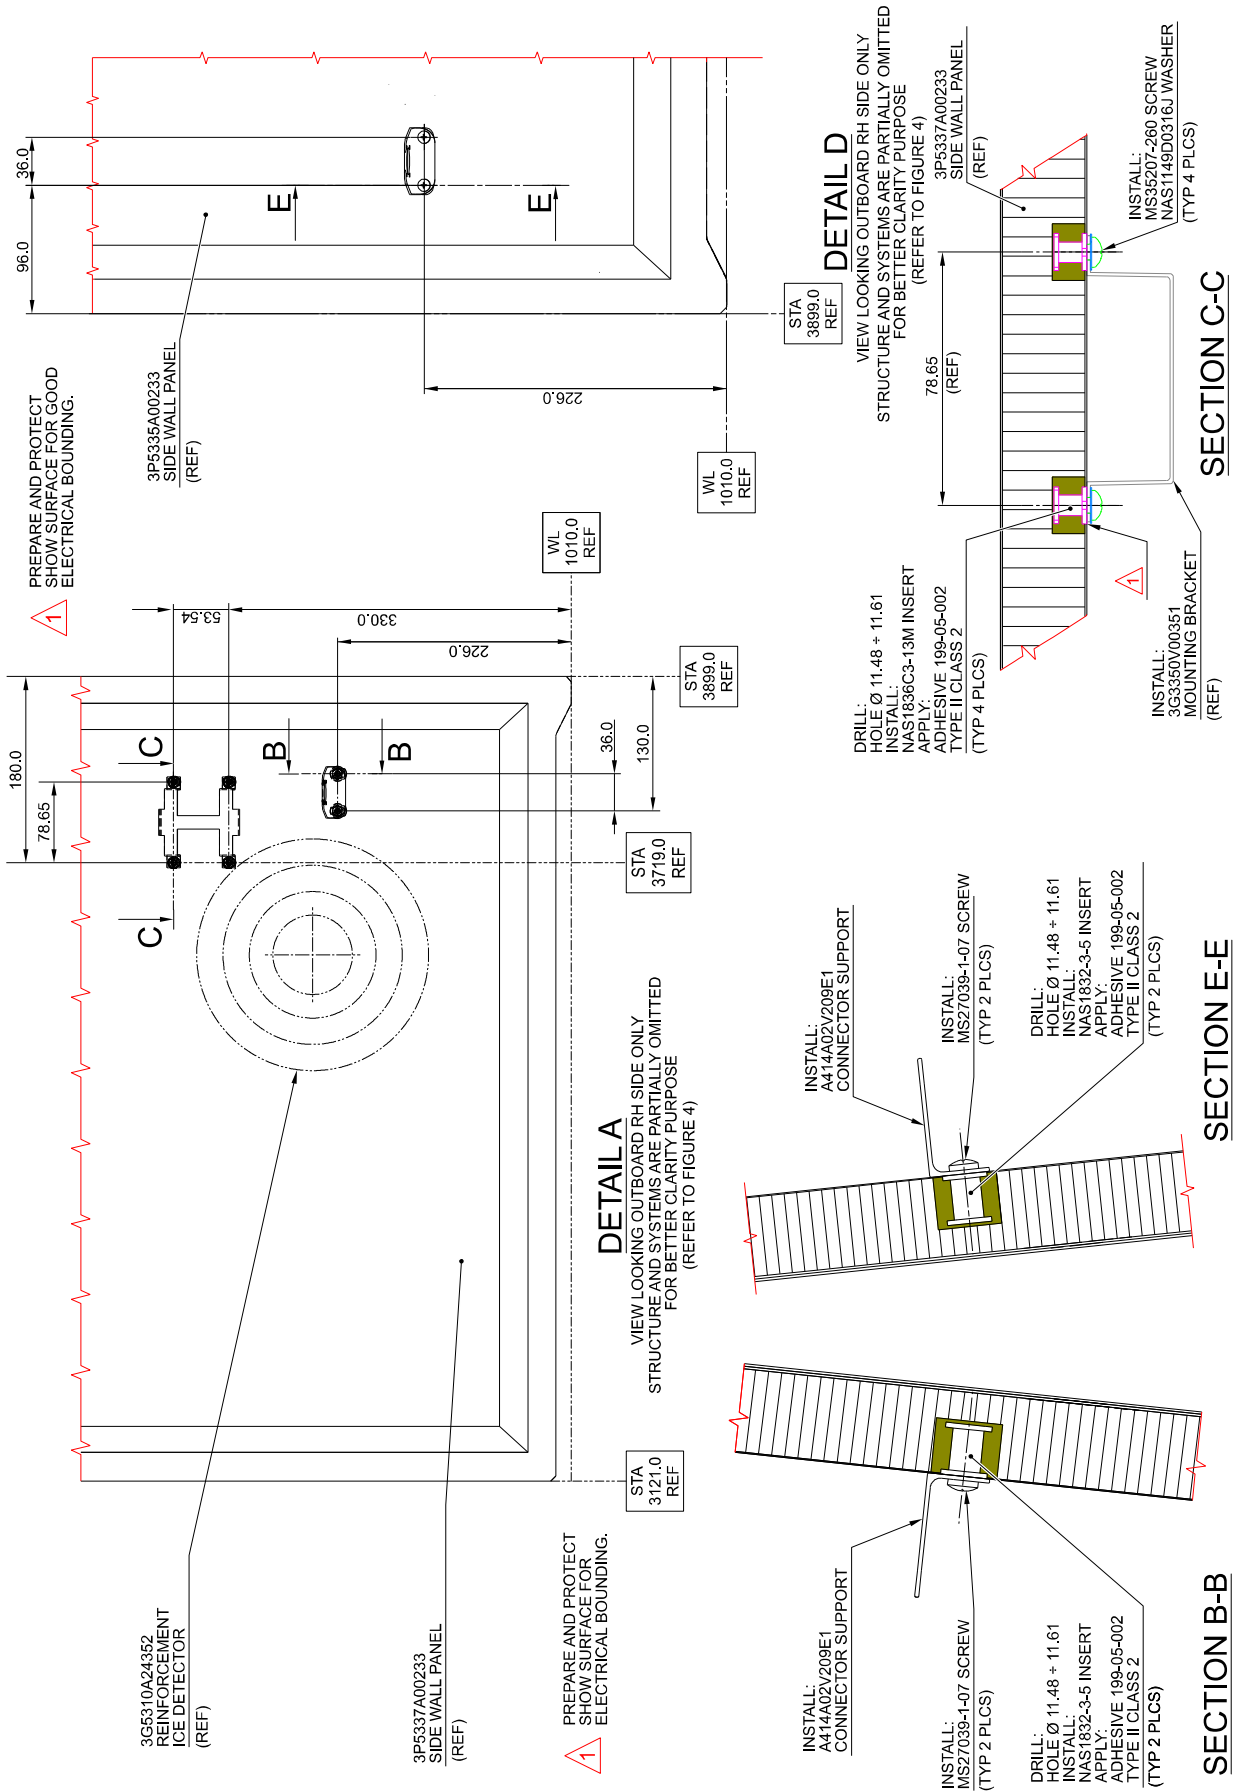 3G5310A24352
REINFORCEMENT
ICE DETECTOR
(REF)
3P5337A00233
SIDE WALL PANEL
(REF)
1
PREPARE AND PROTECT
SHOW SURFACE FOR
ELECTRICAL BOUNDING.
STA
3121.0
REF
180.0
78.65
C
C
53.54
330.0
226.0
B
B
36.0
130.0
STA
3719.0
REF
STA
3899.0
REF
WL
1010.0
REF
DETAIL A
VIEW LOOKING OUTBOARD RH SIDE ONLY
STRUCTURE AND SYSTEMS ARE PARTIALLY OMITTED
FOR BETTER CLARITY PURPOSE
(REFER TO FIGURE 4)
1
PREPARE AND PROTECT
SHOW SURFACE FOR GOOD
ELECTRICAL BOUNDING.
3P5335A00233
SIDE WALL PANEL
(REF)
96.0
36.0
E
E
226.0
WL
1010.0
REF
STA
3899.0
REF
DETAIL D
VIEW LOOKING OUTBOARD RH SIDE ONLY
STRUCTURE AND SYSTEMS ARE PARTIALLY OMITTED
FOR BETTER CLARITY PURPOSE
(REFER TO FIGURE 4)
INSTALL:
A414A02V209E1
CONNECTOR SUPPORT
INSTALL:
MS27039-1-07 SCREW
(TYP 2 PLCS)
DRILL:
HOLE Ø 11.48 ÷ 11.61
INSTALL:
NAS1832-3-5 INSERT
APPLY:
ADHESIVE 199-05-002
TYPE II CLASS 2
(TYP 2 PLCS)
SECTION B-B
INSTALL:
A414A02V209E1
CONNECTOR SUPPORT
INSTALL:
MS27039-1-07 SCREW
(TYP 2 PLCS)
DRILL:
HOLE Ø 11.48 ÷ 11.61
INSTALL:
NAS1832-3-5 INSERT
APPLY:
ADHESIVE 199-05-002
TYPE II CLASS 2
(TYP 2 PLCS)
SECTION E-E
DRILL:
HOLE Ø 11.48 ÷ 11.61
INSTALL:
NAS1836C3-13M INSERT
APPLY:
ADHESIVE 199-05-002
TYPE II CLASS 2
(TYP 4 PLCS)
78.65
(REF)
3P5337A00233
SIDE WALL PANEL
(REF)
1
INSTALL:
3G3350V00351
MOUNTING BRACKET
(REF)
INSTALL:
MS35207-260 SCREW
NAS1149D0316J WASHER
(TYP 4 PLCS)
SECTION C-C